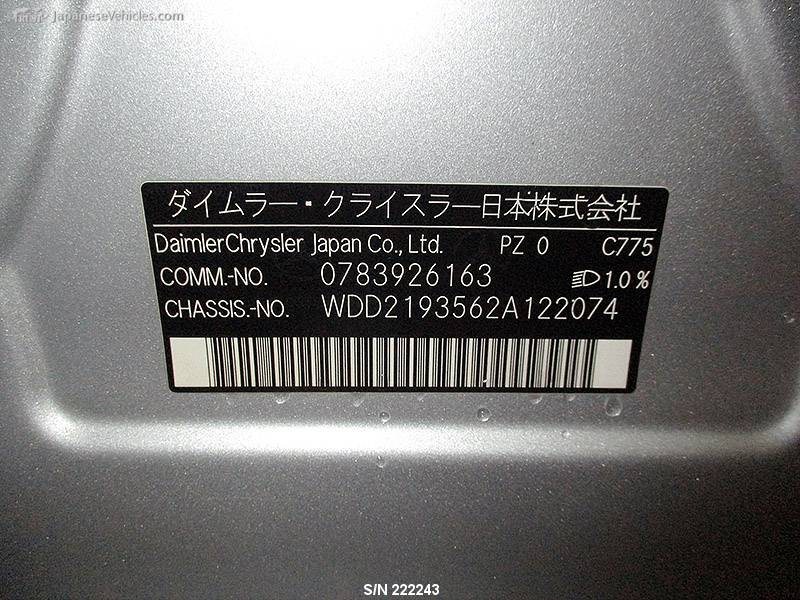 JapaneseVehicles.com
ダイムラー・クライスラー日本株式会社
DaimlerChrysler Japan Co., Ltd. PZ 0 C775
COMM.-NO. 0783926163 1.0%
CHASSIS.-NO. WDD2193562A122074
S/N 222243